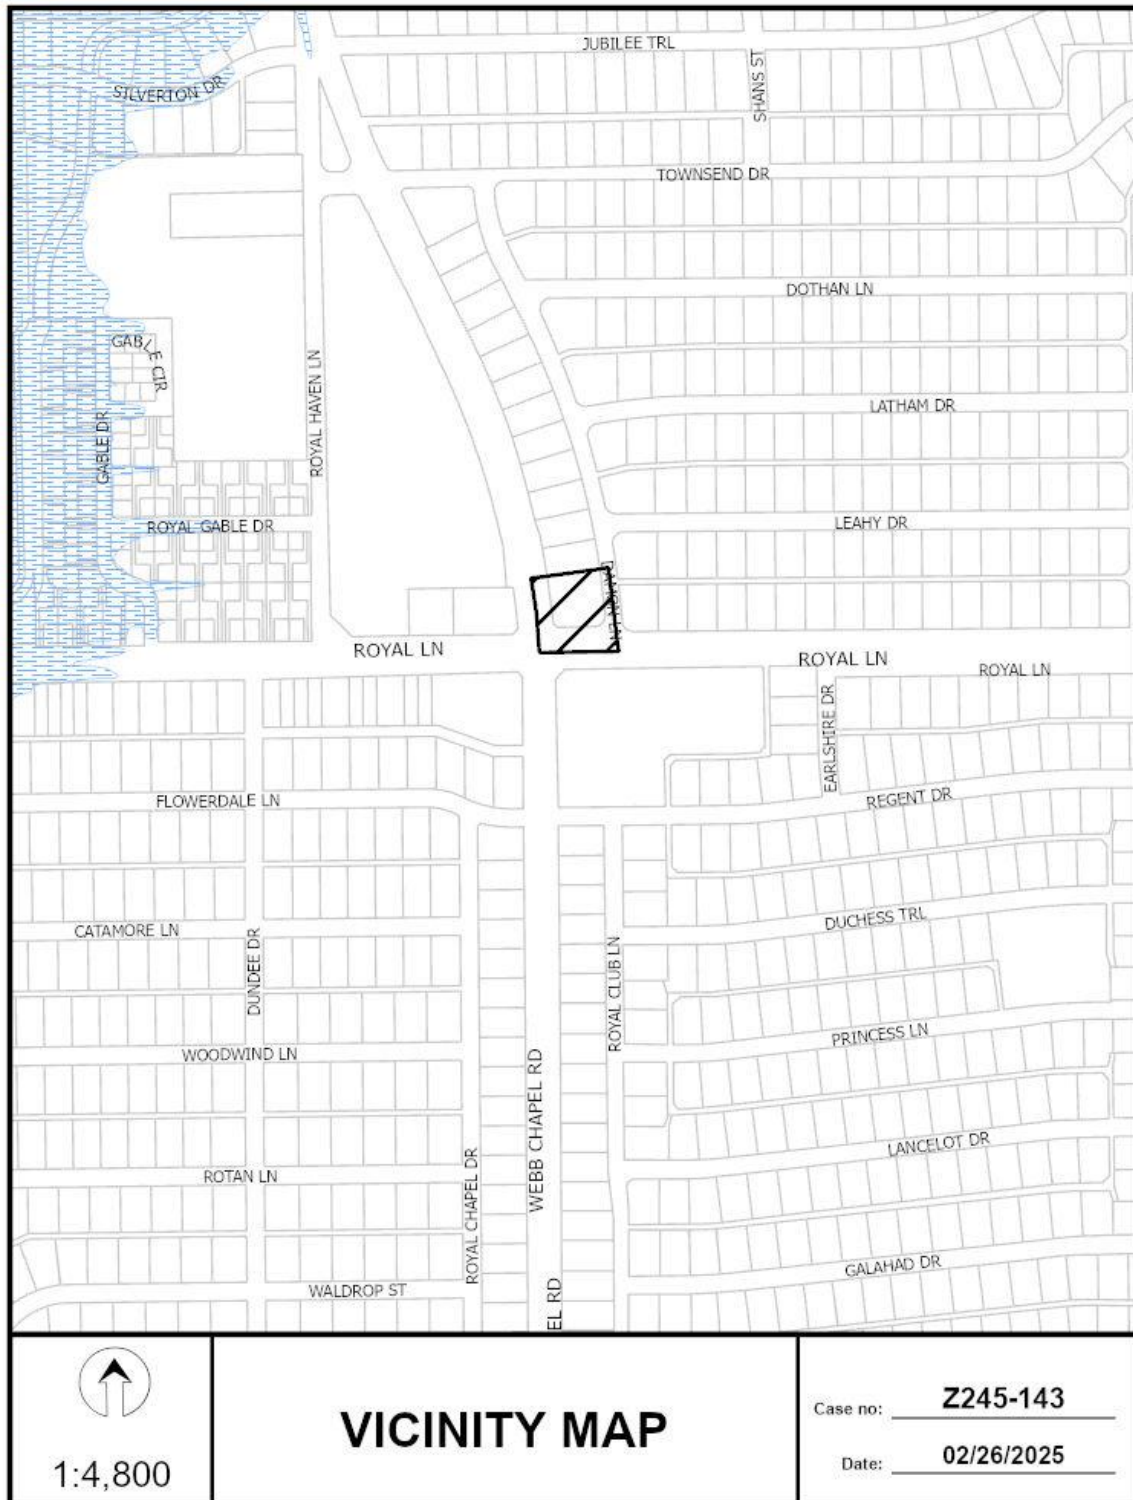 JUBILEE TRL
SHANS ST
SILVERTON DR
TOWNSEND DR
DOTHAN LN
GABLE CIR
ROYAL HAVEN LN
LATHAM DR
GABLE DR
ROYAL GABLE DR
LEAHY DR
LN
ROYAL LN
ROYAL LN
ROYAL LN
EARLSHIRE DR
FLOWERDALE LN
REGENT DR
CATAMORE LN
DUNDEE DR
DUCHESS TRL
ROYAL CLUB LN
PRINCESS LN
WOODWIND LN
WEBB CHAPEL RD
LANCELOT DR
ROTAN LN
ROYAL CHAPEL DR
GALAHAD DR
WALDROP ST
EL RD
1:4,800
VICINITY MAP
Case no: Z245-143
Date: 02/26/2025